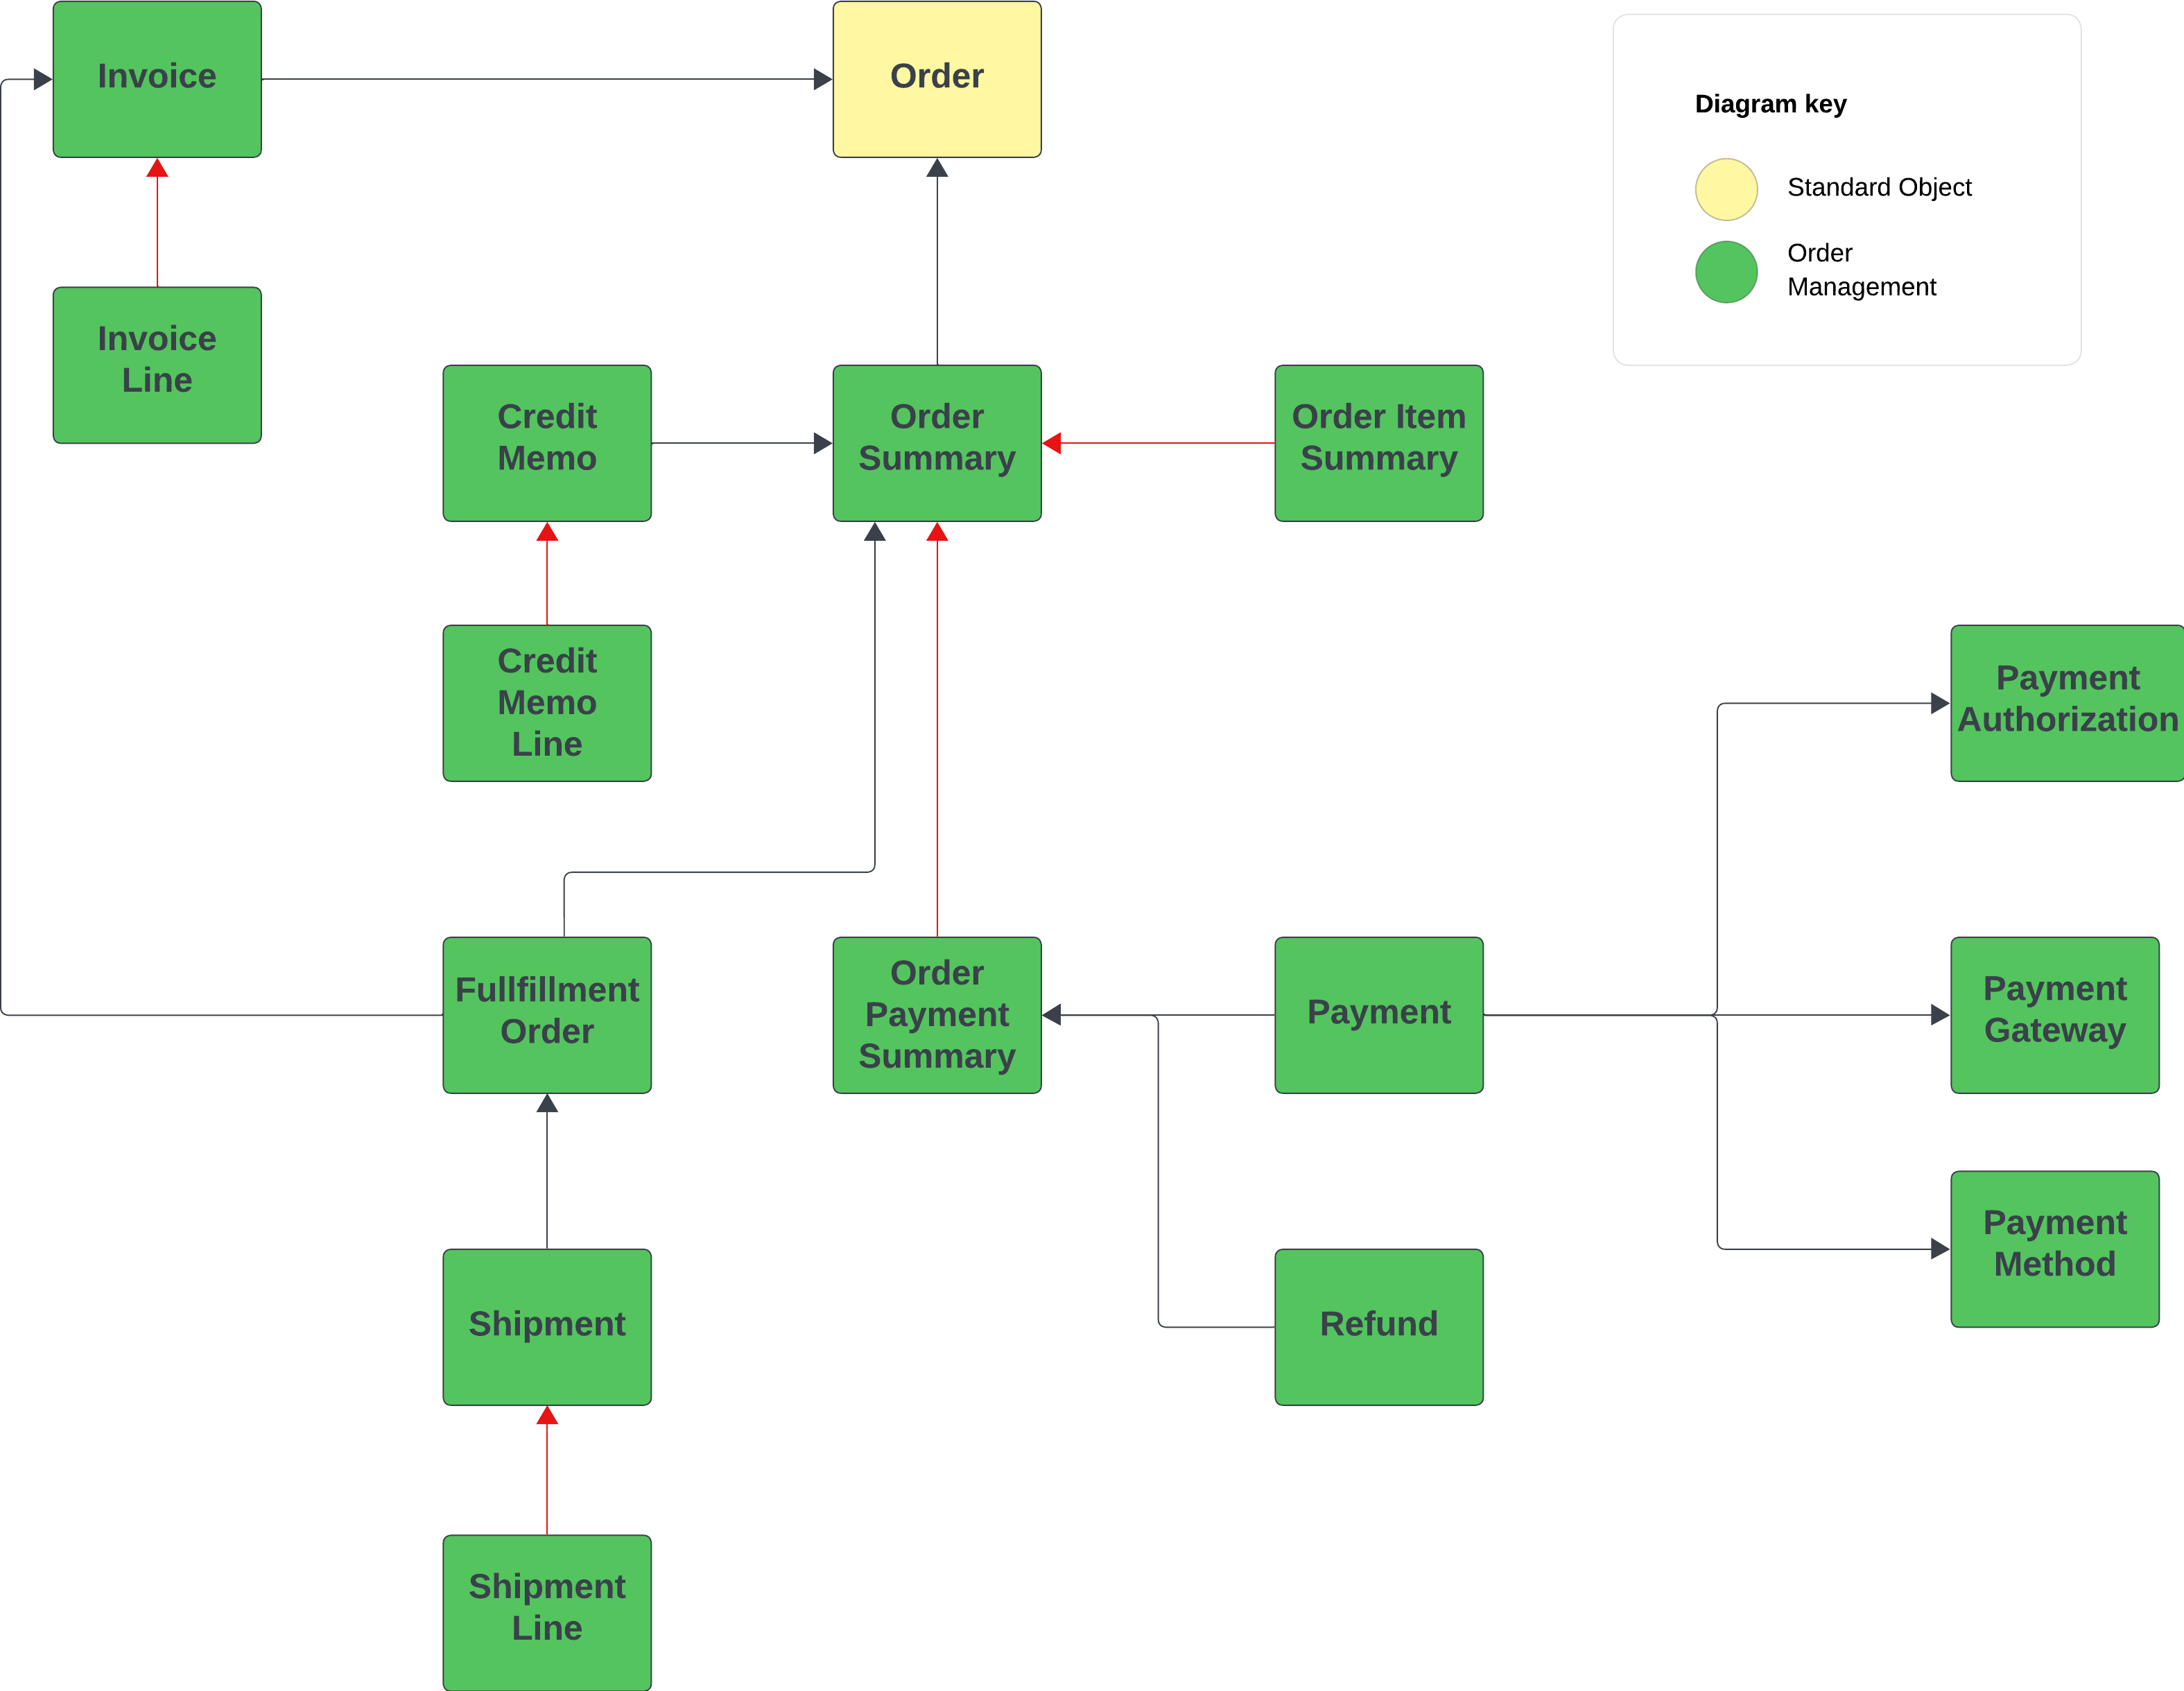 Invoice
Order
Diagram key
Standard Object
Order
Management
Invoice
Line
Credit
Memo
Order
Summary
Order Item
Summary
Credit
Memo
Line
Payment
Authorization
Fullfillment
Order
Order
Payment
Summary
Payment
Payment
Gateway
Shipment
Refund
Payment
Method
Shipment
Line